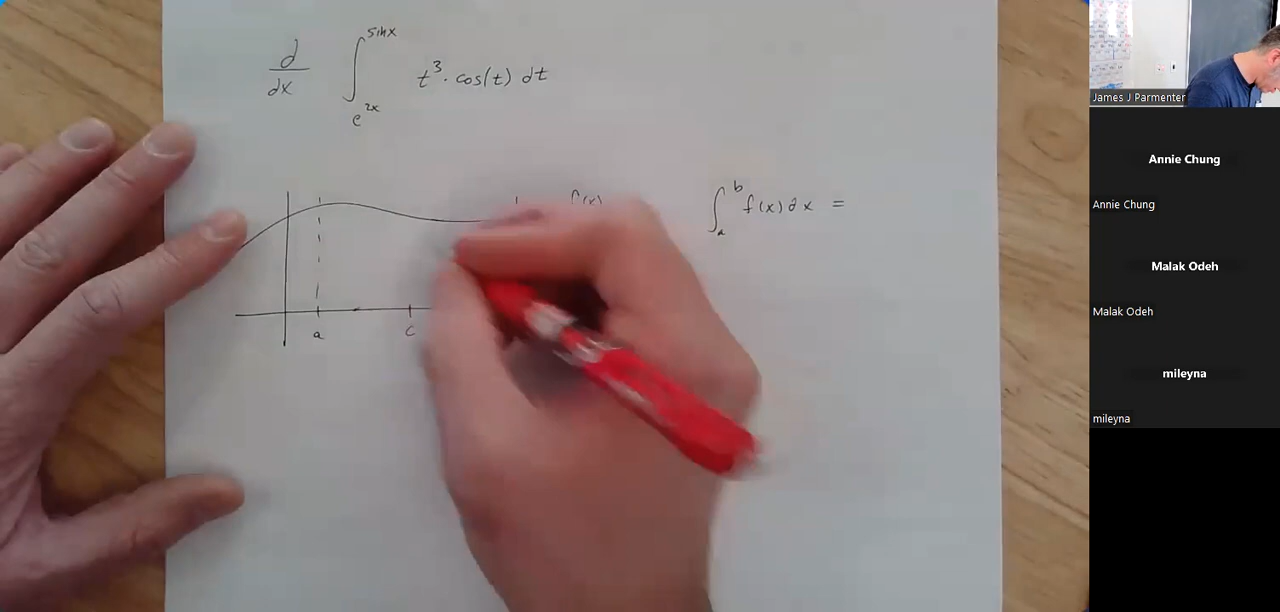 d/dx ∫_{e^{2x}}^{sinx} t³ · cos(t) dt
f(x)
∫_a^b f(x) dx =
a c
James J Parmenter
Annie Chung
Annie Chung
Malak Odeh
Malak Odeh
mileyna
mileyna